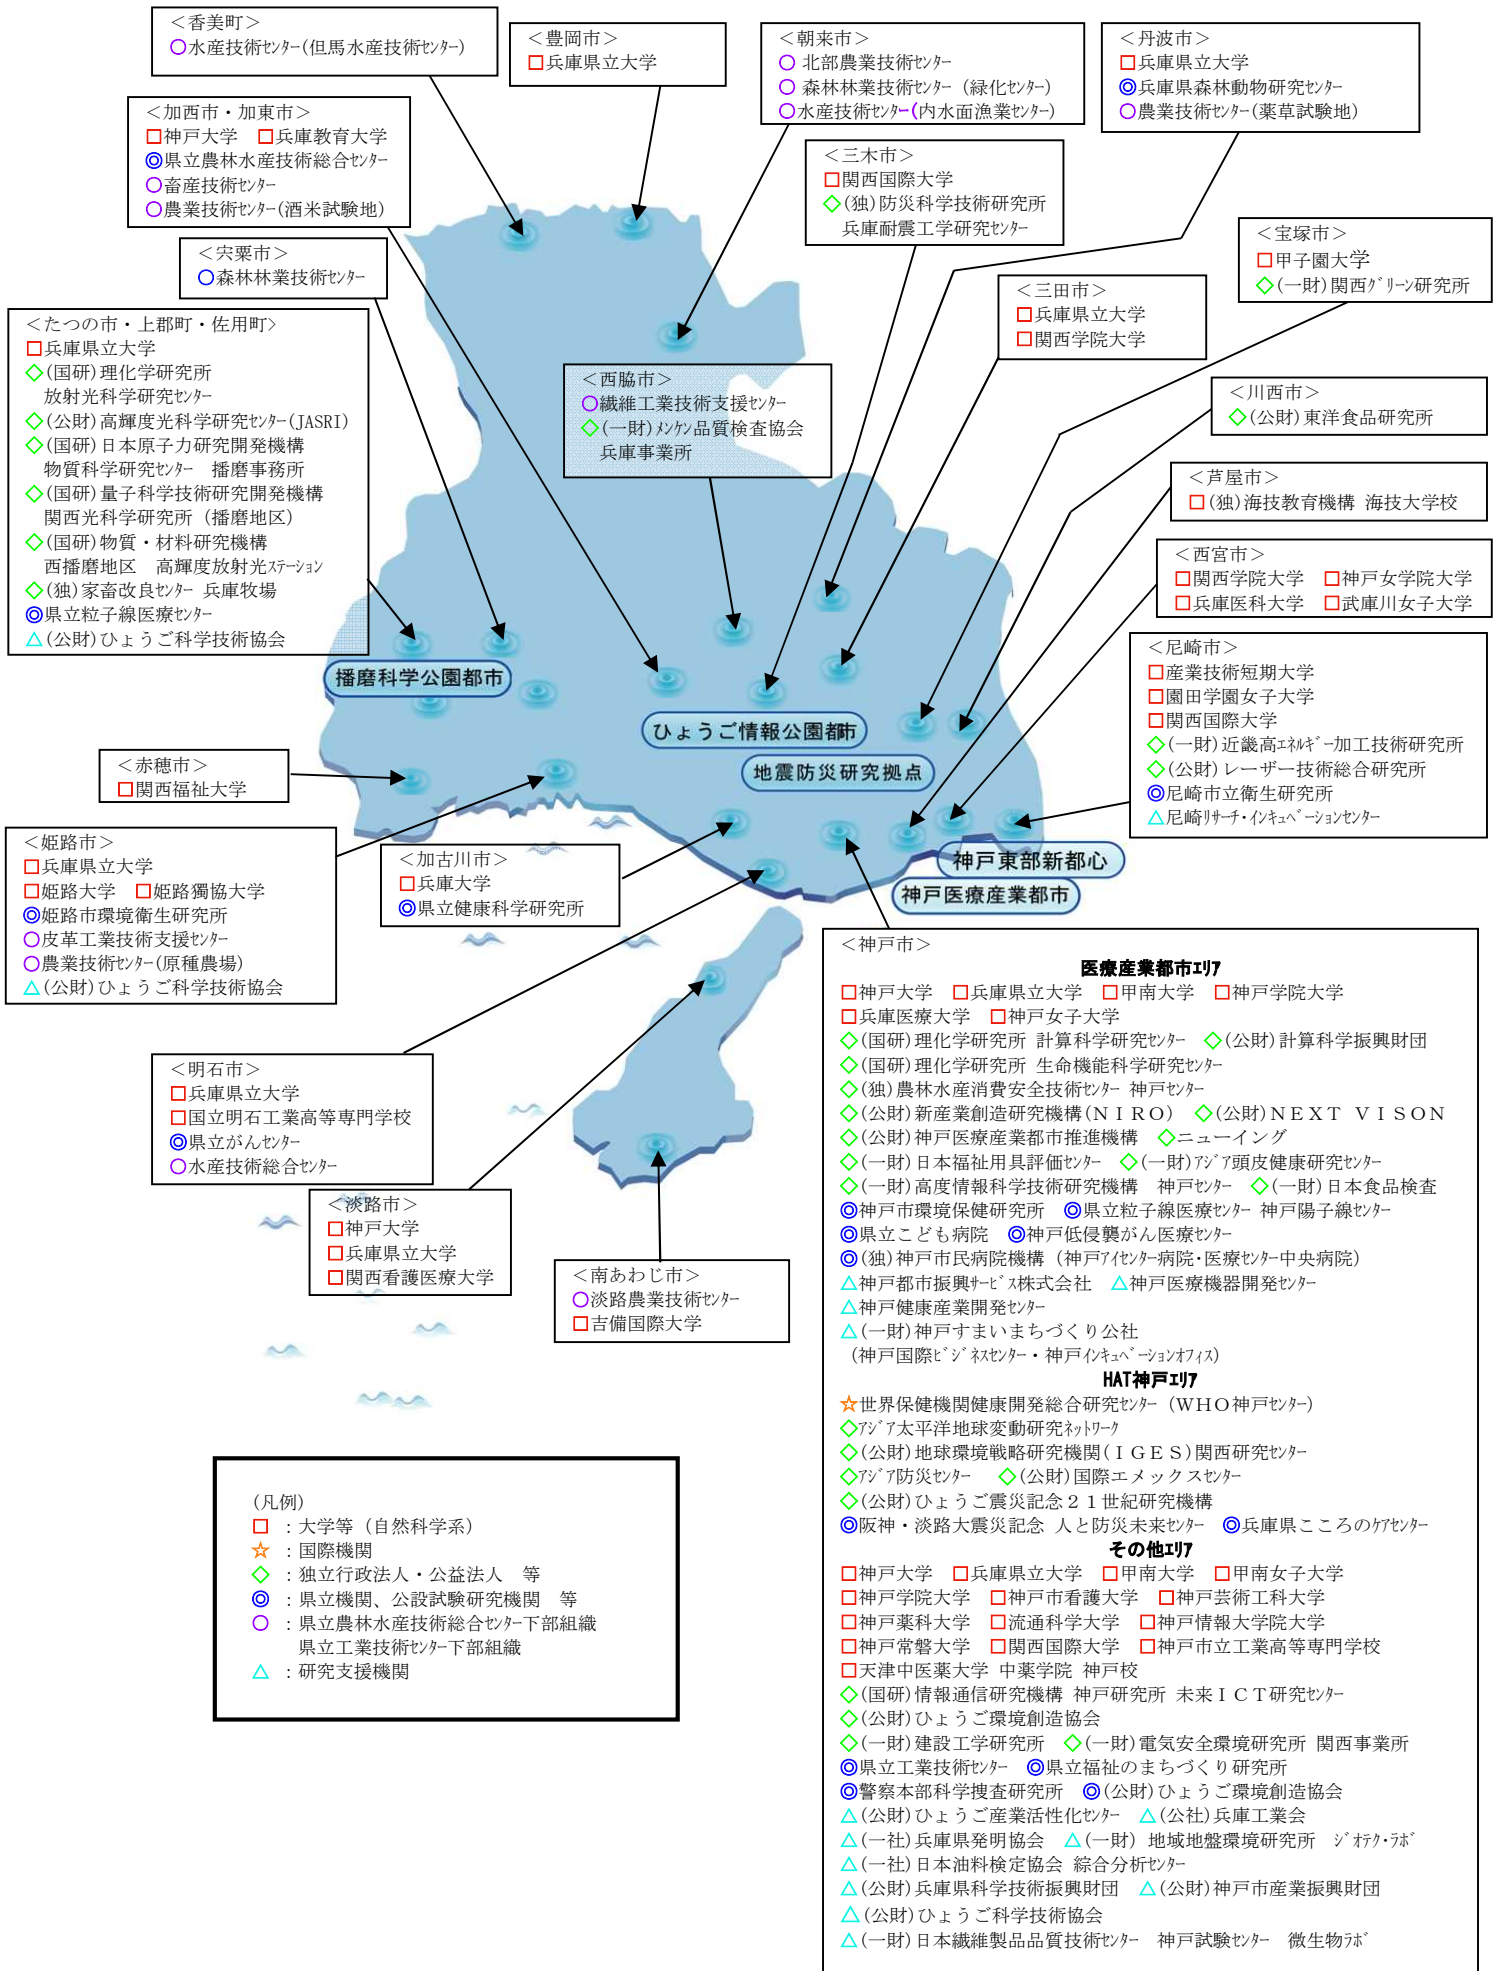 ＜香美町＞
○水産技術センター(但馬水産技術センター)
＜豊岡市＞
□兵庫県立大学
＜朝来市＞
○ 北部農業技術センター
○ 森林林業技術センター（緑化センター)
○水産技術センター(内水面漁業センター)
＜丹波市＞
□兵庫県立大学
◎兵庫県森林動物研究センター
○農業技術センター(薬草試験地)
＜加西市・加東市＞
□神戸大学　□兵庫教育大学
◎県立農林水産技術総合センター
○畜産技術センター
○農業技術センター(酒米試験地)
＜三木市＞
□関西国際大学
◇(独)防災科学技術研究所
兵庫耐震工学研究センター
＜宍粟市＞
○森林林業技術センター
＜宝塚市＞
□甲子園大学
◇(一財)関西グリーン研究所
＜三田市＞
□兵庫県立大学
□関西学院大学
＜たつの市・上郡町・佐用町＞
□兵庫県立大学
◇(国研)理化学研究所
放射光科学研究センター
◇(公財)高輝度光科学研究センター(JASRI)
◇(国研)日本原子力研究開発機構
物質科学研究センター　播磨事務所
◇(国研)量子科学技術研究開発機構
関西光科学研究所（播磨地区）
◇(国研)物質・材料研究機構
西播磨地区　高輝度放射光ステーション
◇(独)家畜改良センター 兵庫牧場
◎県立粒子線医療センター
△(公財)ひょうご科学技術協会
＜西脇市＞
○繊維工業技術支援センター
◇(一財)メンケン品質検査協会
兵庫事業所
＜川西市＞
◇(公財)東洋食品研究所
＜芦屋市＞
□(独)海技教育機構 海技大学校
＜西宮市＞
□関西学院大学　□神戸女学院大学
□兵庫医科大学　□武庫川女子大学
＜尼崎市＞
□産業技術短期大学
□園田学園女子大学
□関西国際大学
◇(一財)近畿高エネルギー加工技術研究所
◇(公財)レーザー技術総合研究所
◎尼崎市立衛生研究所
△尼崎リサーチ・インキュベーションセンター
播磨科学公園都市
ひょうご情報公園都市
地震防災研究拠点
神戸東部新都心
神戸医療産業都市
＜赤穂市＞
□関西福祉大学
＜姫路市＞
□兵庫県立大学
□姫路大学　□姫路獨協大学
◎姫路市環境衛生研究所
○皮革工業技術支援センター
○農業技術センター(原種農場)
△(公財)ひょうご科学技術協会
＜加古川市＞
□兵庫大学
◎県立健康科学研究所
＜明石市＞
□兵庫県立大学
□国立明石工業高等専門学校
◎県立がんセンター
○水産技術総合センター
＜淡路市＞
□神戸大学
□兵庫県立大学
□関西看護医療大学
＜南あわじ市＞
○淡路農業技術センター
□吉備国際大学
＜神戸市＞
医療産業都市エリア
□神戸大学　□兵庫県立大学　□甲南大学　□神戸学院大学
□兵庫医療大学　□神戸女子大学
◇(国研)理化学研究所 計算科学研究センター　◇(公財)計算科学振興財団
◇(国研)理化学研究所 生命機能科学研究センター
◇(独)農林水産消費安全技術センター 神戸センター
◇(公財)新産業創造研究機構(ＮＩＲＯ)　◇(公財)ＮＥＸＴ ＶＩＳＯＮ
◇(公財)神戸医療産業都市推進機構　◇ニューイング
◇(一財)日本福祉用具評価センター　◇(一財)アジア頭皮健康研究センター
◇(一財)高度情報科学技術研究機構　神戸センター　◇(一財)日本食品検査
◎神戸市環境保健研究所　◎県立粒子線医療センター 神戸陽子線センター
◎県立こども病院　◎神戸低侵襲がん医療センター
◎(独)神戸市民病院機構（神戸アイセンター病院・医療センター中央病院）
△神戸都市振興サービス株式会社　△神戸医療機器開発センター
△神戸健康産業開発センター
△(一財)神戸すまいまちづくり公社
（神戸国際ビジネスセンター・神戸インキュベーションオフィス）
HAT神戸エリア
☆世界保健機関健康開発総合研究センター（ＷＨＯ神戸センター）
◇アジア太平洋地球変動研究ネットワーク
◇(公財)地球環境戦略研究機関(ＩＧＥＳ)関西研究センター
◇アジア防災センター　◇(公財)国際エメックスセンター
◇(公財)ひょうご震災記念２１世紀研究機構
◎阪神・淡路大震災記念 人と防災未来センター　◎兵庫県こころのケアセンター
その他エリア
□神戸大学　□兵庫県立大学　□甲南大学　□甲南女子大学
□神戸学院大学　□神戸市看護大学　□神戸芸術工科大学
□神戸薬科大学　□流通科学大学　□神戸情報大学院大学
□神戸常磐大学　□関西国際大学　□神戸市立工業高等専門学校
□天津中医薬大学 中薬学院 神戸校
◇(国研)情報通信研究機構 神戸研究所 未来ＩＣＴ研究センター
◇(公財)ひょうご環境創造協会
◇(一財)建設工学研究所　◇(一財)電気安全環境研究所 関西事業所
◎県立工業技術センター　◎県立福祉のまちづくり研究所
◎警察本部科学捜査研究所　◎(公財)ひょうご環境創造協会
△(公財)ひょうご産業活性化センター　△(公社)兵庫工業会
△(一社)兵庫県発明協会　△(一財) 地域地盤環境研究所　ジオテク・ラボ
△(一社)日本油料検定協会 綜合分析センター
△(公財)兵庫県科学技術振興財団　△(公財)神戸市産業振興財団
△(公財)ひょうご科学技術協会
△(一財)日本繊維製品品質技術センター　神戸試験センター　微生物ラボ
(凡例)
□ ：大学等（自然科学系）
☆ ：国際機関
◇ ：独立行政法人・公益法人　等
◎ ：県立機関、公設試験研究機関　等
○ ：県立農林水産技術総合センター下部組織
県立工業技術センター下部組織
△ ：研究支援機関